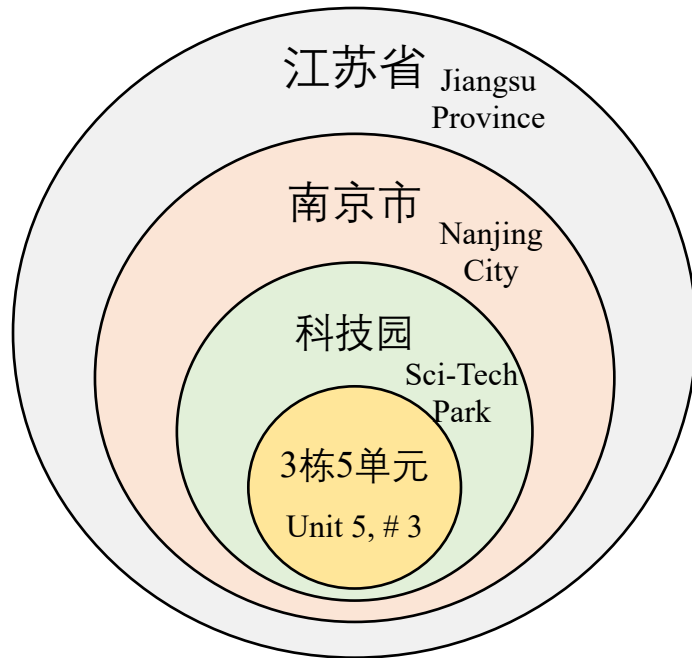 江苏省
Jiangsu
Province
南京市
Nanjing
City
科技园
Sci-Tech
Park
3栋5单元
Unit 5, # 3